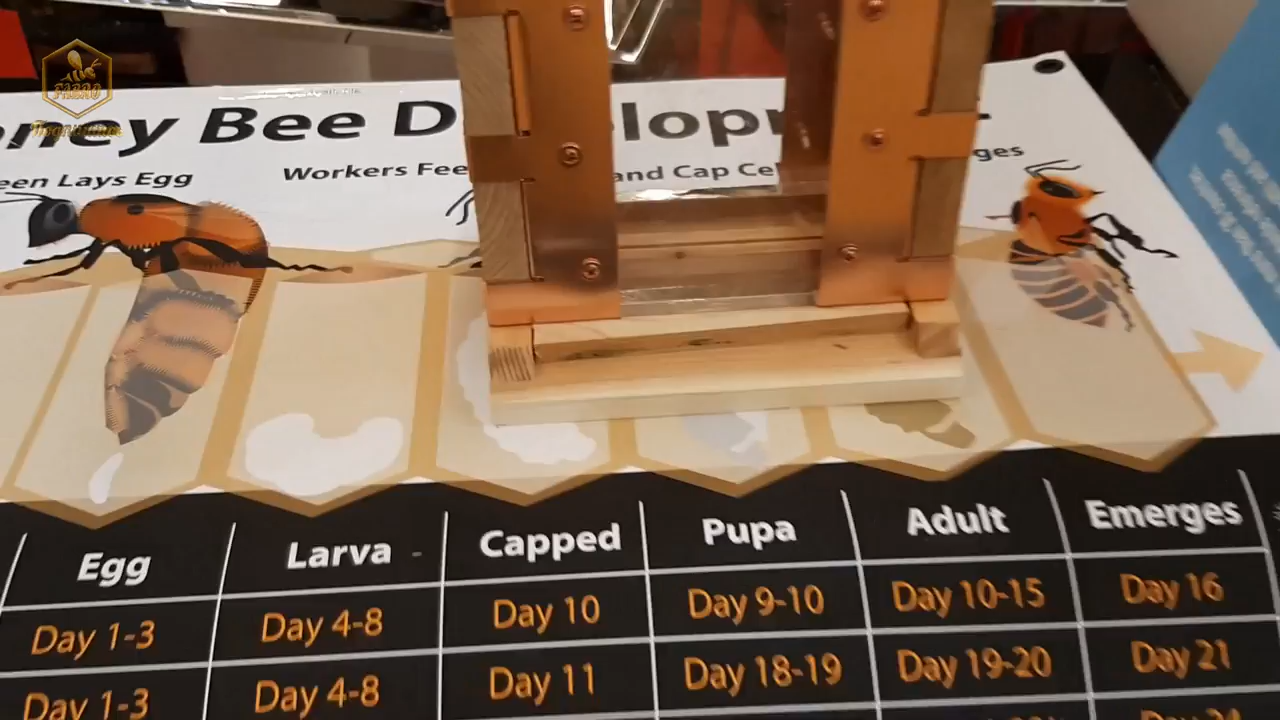 FARAO
oney Bee D lopm
een Lays Egg
Workers Fee and Cap Ce
ges
Egg Larva - Capped Pupa Adult Emerges
Day 1-3 Day 4-8 Day 10 Day 9-10 Day 10-15 Day 16
Day 1-3 Day 4-8 Day 11 Day 18-19 Day 19-20 Day 21